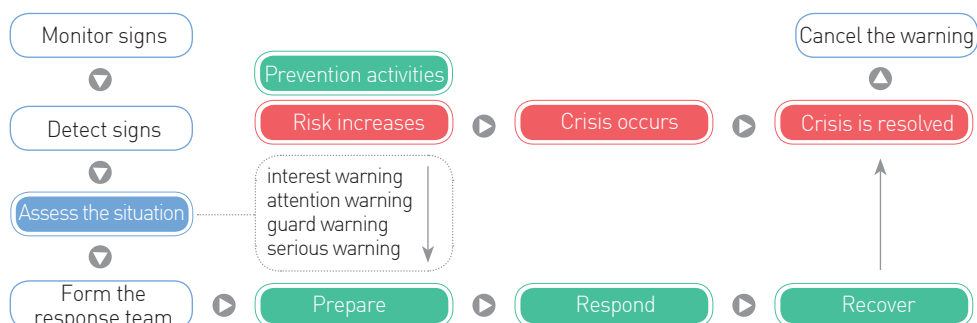 Monitor signs
Cancel the warning
Prevention activities
Detect signs
Risk increases
Crisis occurs
Crisis is resolved
Assess the situation
interest warning
attention warning
guard warning
serious warning
Form the
response team
Prepare
Respond
Recover